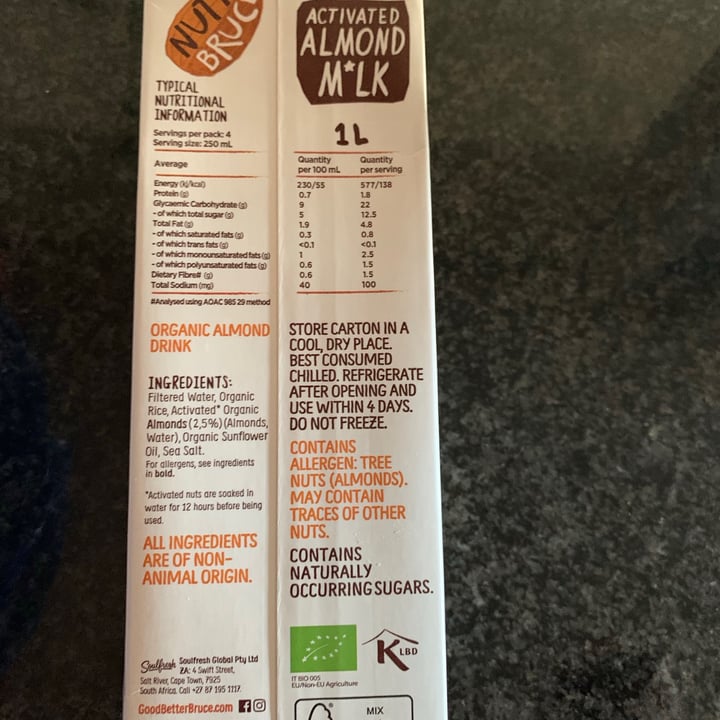 NUTTY
BRUCE
TYPICAL
NUTRITIONAL
INFORMATION
Servings per pack: 4
Serving size: 250 mL
Average Quantity per 100 mL Quantity per serving
Energy (kj/kcal) 230/55 577/138
Protein (g) 0.7 1.8
Glycaemic Carbohydrate (g) 9 22
- of which total sugar (g) 5 12.5
Total Fat (g) 1.9 4.8
- of which saturated fats (g) 0.3 0.8
- of which trans fats (g) <0.1 <0.1
- of which monounsaturated fats (g) 1 2.5
- of which polyunsaturated fats (g) 0.6 1.5
Dietary Fibre# (g) 0.6 1.5
Total Sodium (mg) 40 100
#Analysed using AOAC 985 29 method
ORGANIC ALMOND
DRINK
INGREDIENTS:
Filtered Water, Organic
Rice, Activated* Organic
Almonds (2,5%) (Almonds,
Water), Organic Sunflower
Oil, Sea Salt.
For allergens, see ingredients
in bold.
*Activated nuts are soaked in
water for 12 hours before being
used.
ALL INGREDIENTS
ARE OF NON-
ANIMAL ORIGIN.
Soulfresh Soulfresh Global Pty Ltd
ZA: 4 Swift Street,
Salt River, Cape Town, 7925
South Africa. Call +27 87 195 1117.
GoodBetterBruce.com
ACTIVATED
ALMOND
M*LK
1L
STORE CARTON IN A
COOL, DRY PLACE.
BEST CONSUMED
CHILLED. REFRIGERATE
AFTER OPENING AND
USE WITHIN 4 DAYS.
DO NOT FREEZE.
CONTAINS
ALLERGEN: TREE
NUTS (ALMONDS).
MAY CONTAIN
TRACES OF OTHER
NUTS.
CONTAINS
NATURALLY
OCCURRING SUGARS.
K LBD
IT BIO 005
EU/Non-EU Agriculture
MIX